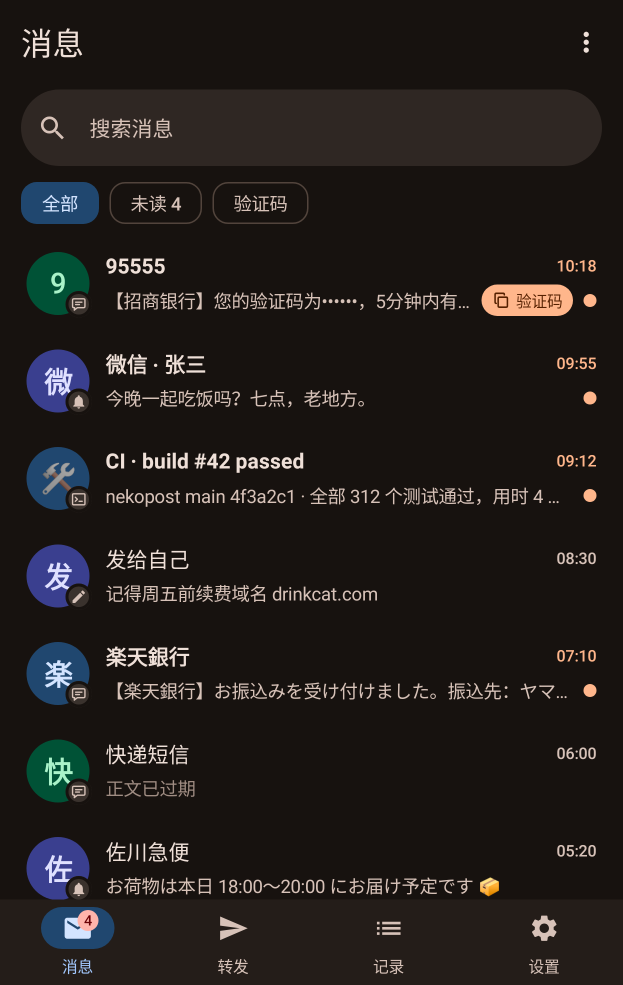 消息
搜索消息
全部
未读 4
验证码
9
95555
10:18
【招商银行】您的验证码为••••••，5分钟内有...
验证码
微
微信 · 张三
09:55
今晚一起吃饭吗？七点，老地方。
CI · build #42 passed
09:12
nekopost main 4f3a2c1 · 全部 312 个测试通过，用时 4 ...
发
发给自己
08:30
记得周五前续费域名 drinkcat.com
楽
楽天銀行
07:10
【楽天銀行】お振込みを受け付けました。振込先：ヤマ...
快
快递短信
06:00
正文已过期
佐
佐川急便
05:20
お荷物は本日 18:00〜20:00 にお届け予定です 📦
4
消息
转发
记录
设置